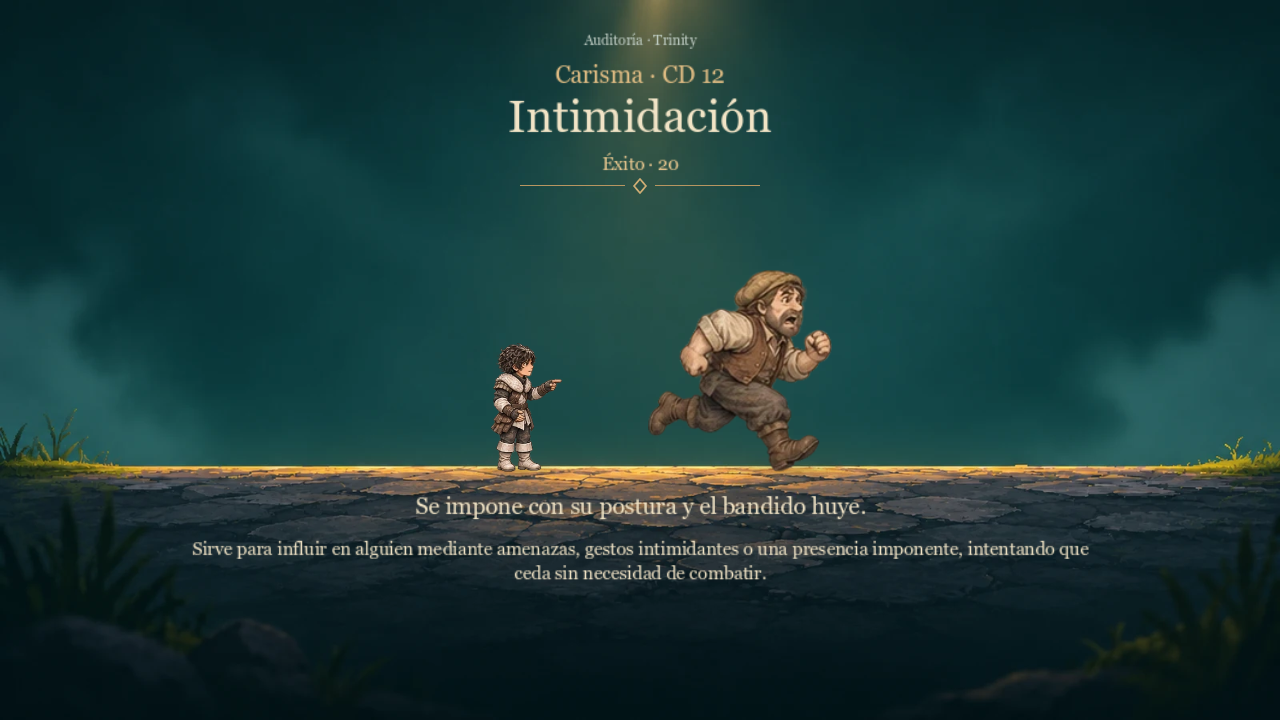 Auditoría · Trinity
Carisma · CD 12
Intimidación
Éxito · 20
Se impone con su postura y el bandido huye.
Sirve para influir en alguien mediante amenazas, gestos intimidantes o una presencia imponente, intentando que
ceda sin necesidad de combatir.